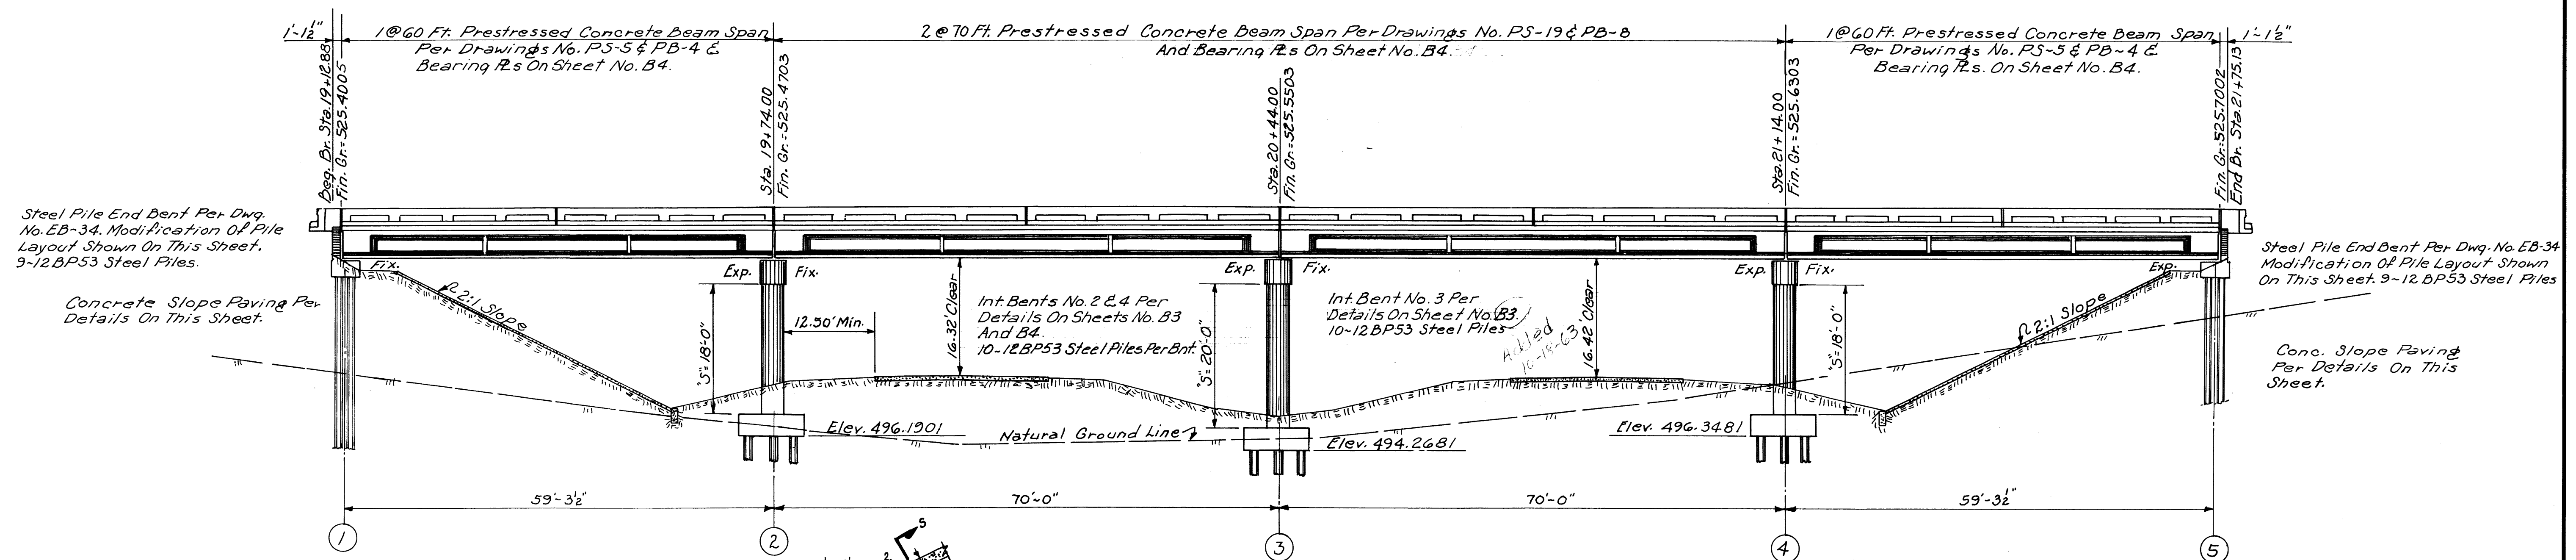 1'-1½"
1@60 Ft. Prestressed Concrete Beam Span
Per Drawings No. PS-5 & PB-4 &
Bearing PLs On Sheet No. B4.
2@70 Ft. Prestressed Concrete Beam Span Per Drawings No. PS-19 & PB-8
And Bearing PLs On Sheet No. B4.
1@60 Ft. Prestressed Concrete Beam Span
Per Drawings No. PS-5 & PB-4 &
Bearing PLs. On Sheet No. B4.
1'-1½"
Beg. Br. Sta. 19+12.88
Fin. Gr.=525.4005
Sta. 19+74.00
Fin. Gr.=525.4703
Sta. 20+44.00
Fin. Gr.=525.5503
Sta. 21+14.00
Fin. Gr.=525.6303
Fin. Gr.=525.7002
End Br. Sta. 21+75.13
Steel Pile End Bent Per Dwg.
No. EB-34. Modification Of Pile
Layout Shown On This Sheet.
9~12BP53 Steel Piles.
Steel Pile End Bent Per Dwg. No. EB-34
Modification Of Pile Layout Shown
On This Sheet. 9~12BP53 Steel Piles
Fix.
Exp.
Fix.
Exp.
Fix.
Exp.
Fix.
Exp.
Concrete Slope Paving Per
Details On This Sheet.
2:1 Slope
12.50' Min.
"S"=18'-0"
16.32' Clear
Int. Bents No. 2 & 4 Per
Details On Sheets No. B3
And B4.
10-12BP53 Steel Piles Per Bnt.
"S"=20'-0"
Int. Bent No. 3 Per
Details On Sheet No. B3.
10~12BP53 Steel Piles
Added
10-18-63
16.42' Clear
"S"=18'-0"
2:1 Slope
Conc. Slope Paving
Per Details On This
Sheet.
Elev. 496.1901
Natural Ground Line
Elev. 494.2681
Elev. 496.3481
59'-3½"
70'-0"
70'-0"
59'-3½"
1
2
3
4
5
5
2